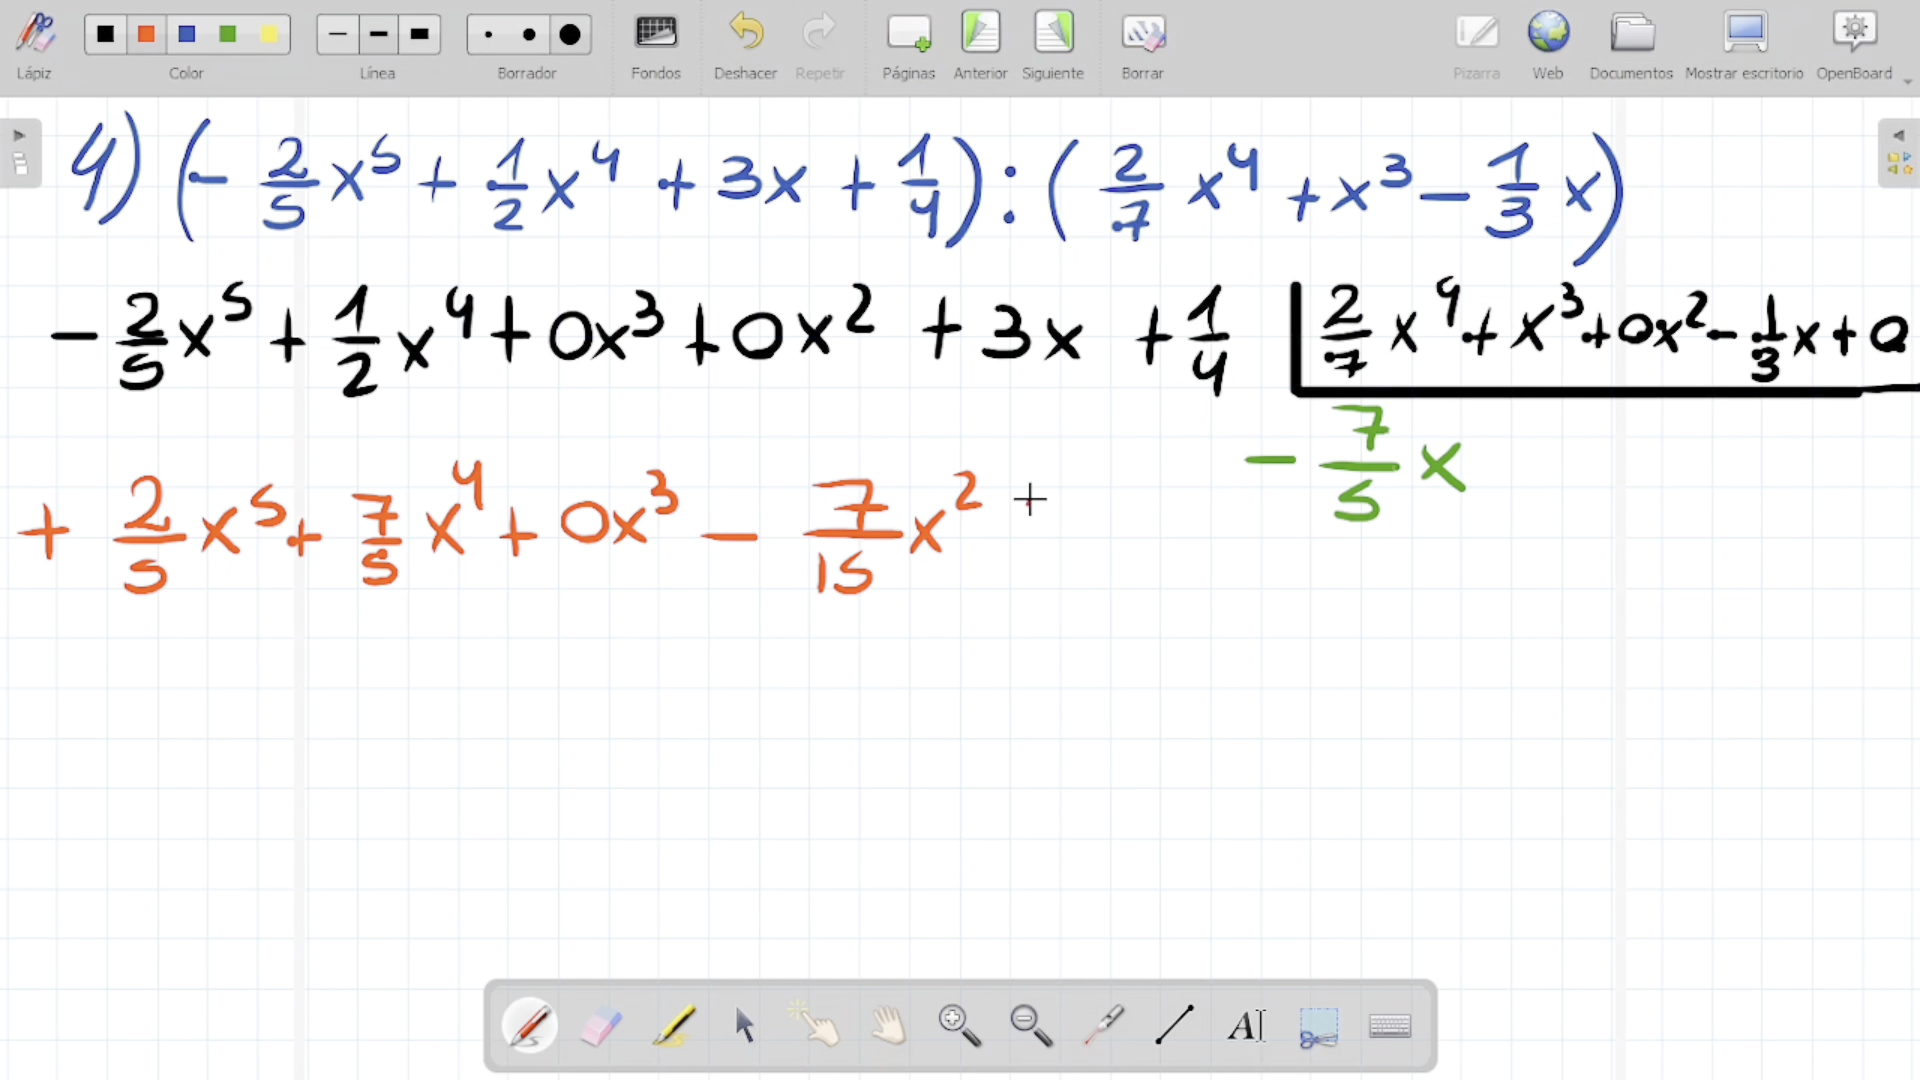 Lápiz Color Línea Borrador Fondos Deshacer Repetir Páginas Anterior Siguiente Borrar Pizarra Web Documentos Mostrar escritorio OpenBoard
4) (- 2/5 x⁵ + 1/2 x⁴ + 3x + 1/4) : (2/7 x⁴ + x³ - 1/3 x)
- 2/5 x⁵ + 1/2 x⁴ + 0x³ + 0x² + 3x + 1/4 | 2/7 x⁴ + x³ + 0x² - 1/3 x + 0
- 7/5 x
+ 2/5 x⁵ + 7/5 x⁴ + 0x³ - 7/15 x²